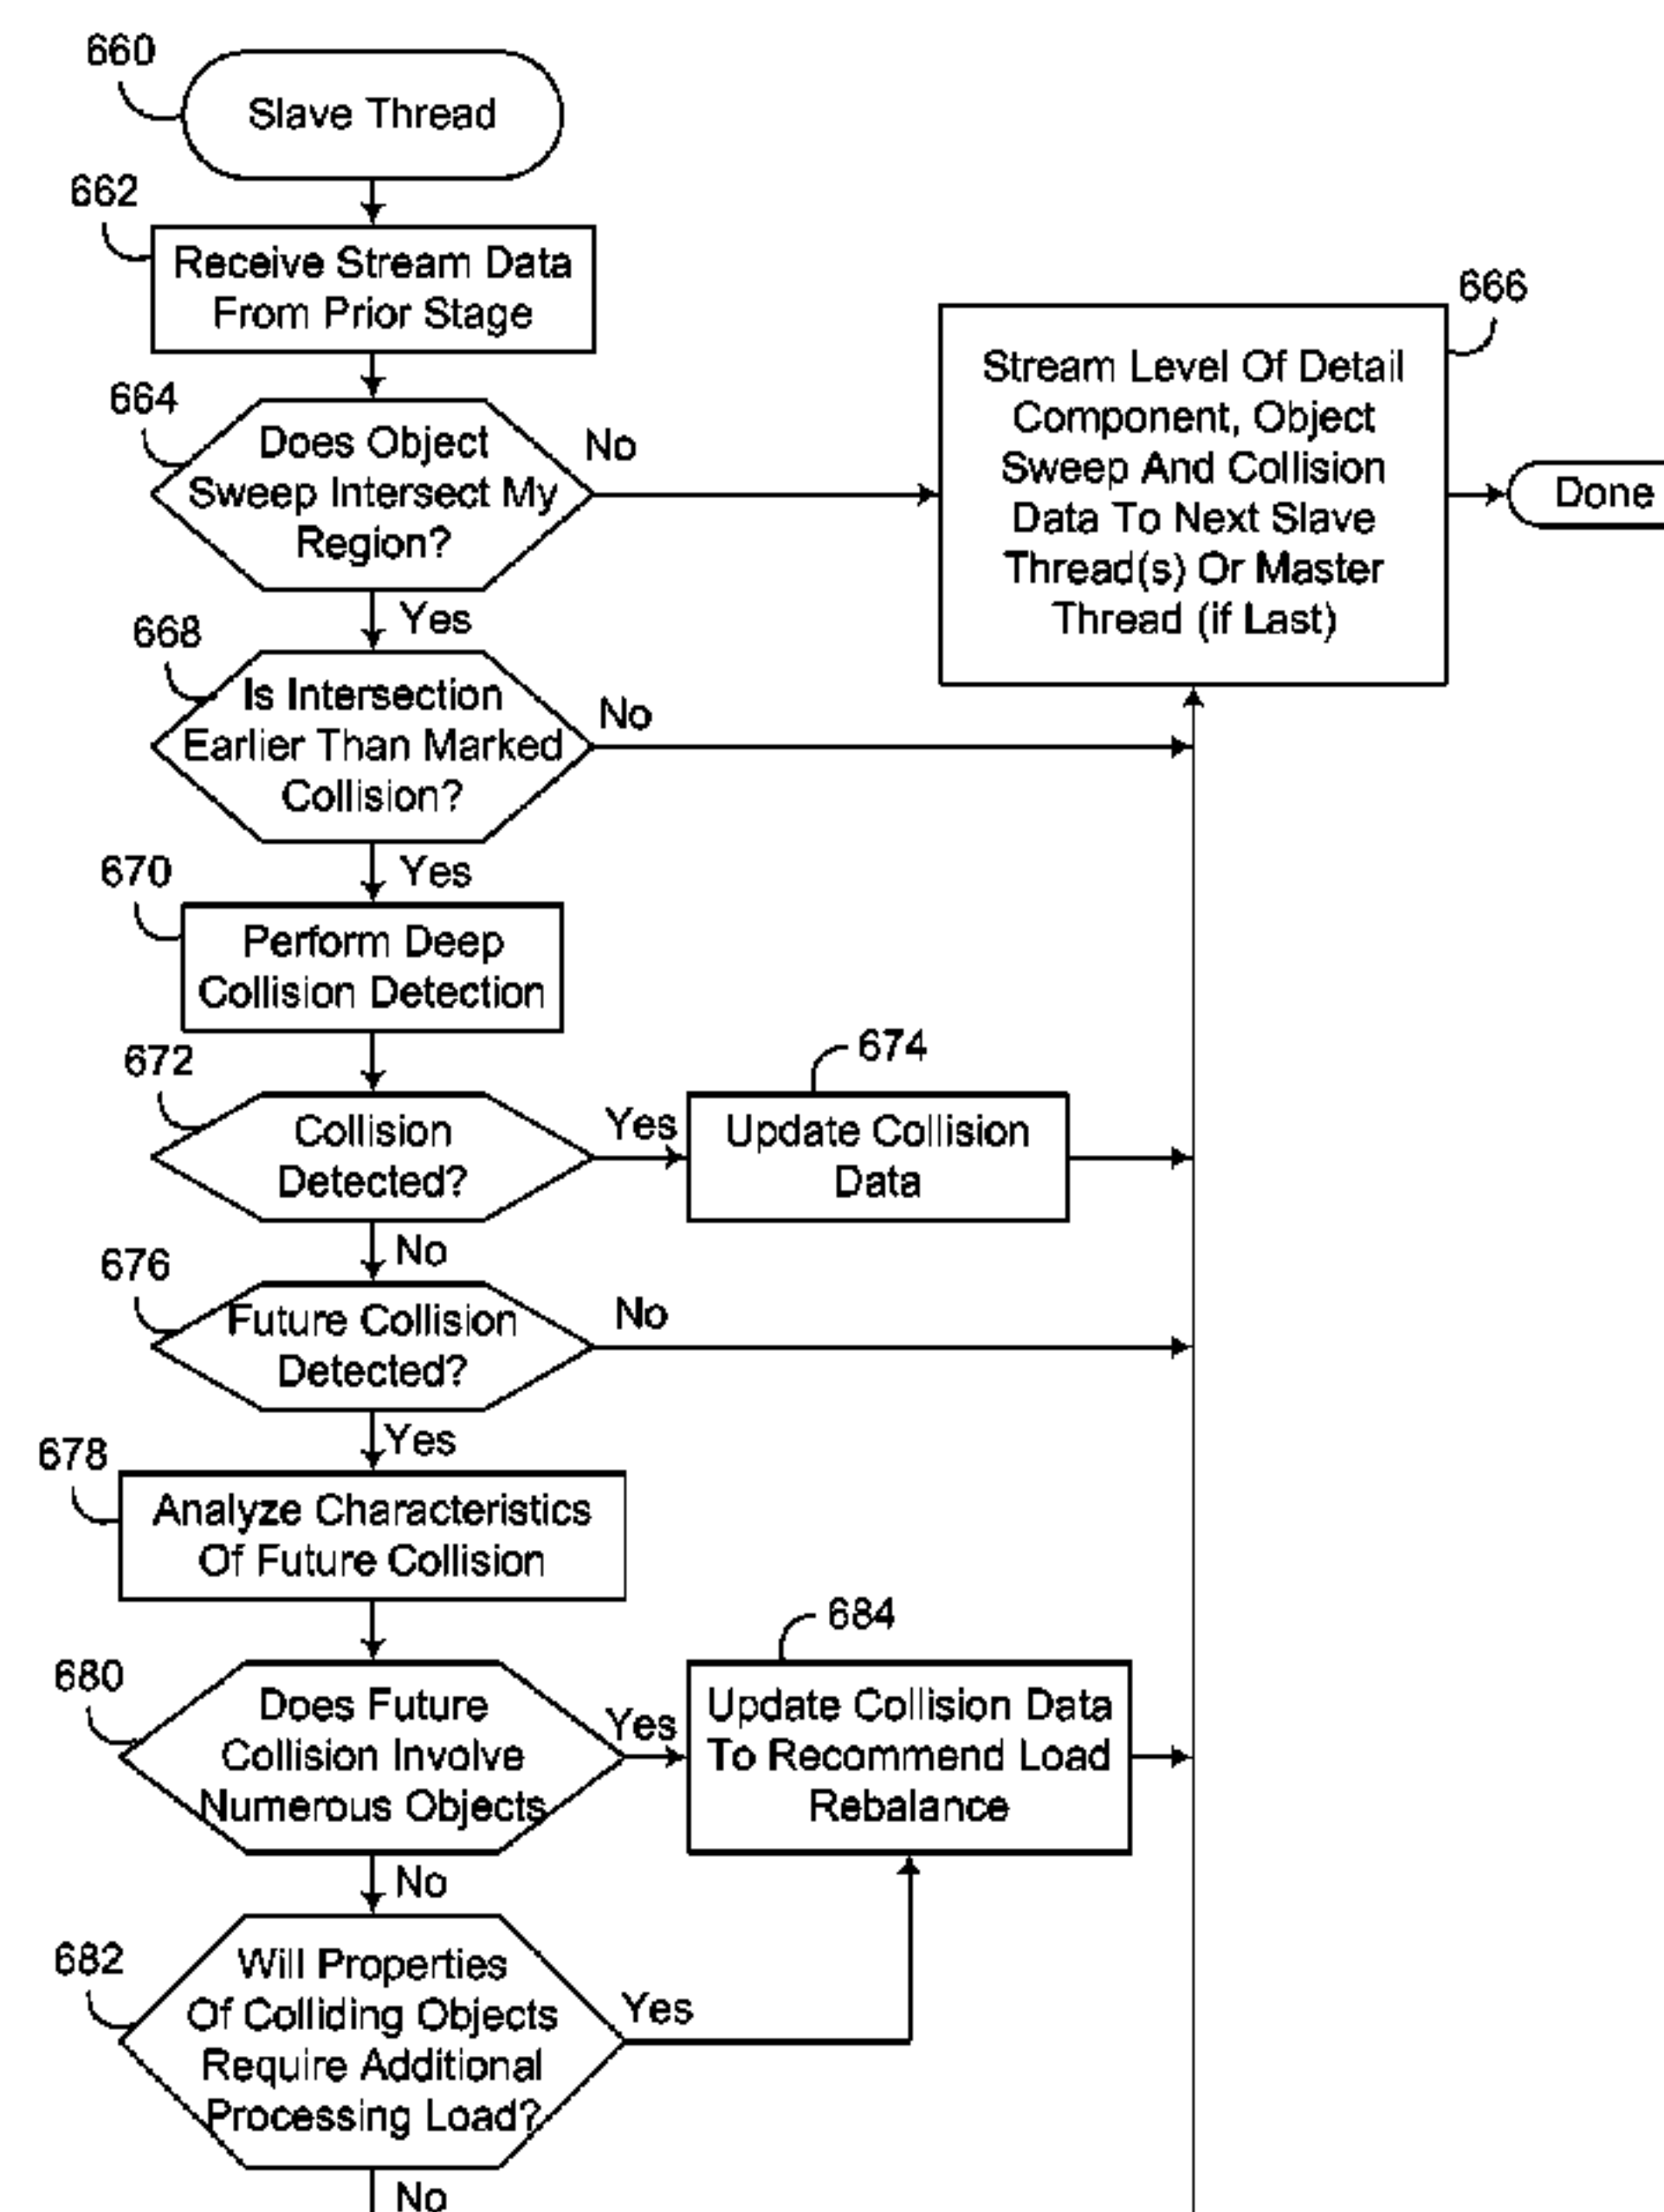 660
Slave Thread
662
Receive Stream Data
From Prior Stage
664
Does Object
Sweep Intersect My
Region?
No
Yes
666
Stream Level Of Detail
Component, Object
Sweep And Collision
Data To Next Slave
Thread(s) Or Master
Thread (if Last)
Done
668
Is Intersection
Earlier Than Marked
Collision?
No
Yes
670
Perform Deep
Collision Detection
672
Collision
Detected?
Yes
674
Update Collision
Data
No
676
Future Collision
Detected?
No
Yes
678
Analyze Characteristics
Of Future Collision
680
Does Future
Collision Involve
Numerous Objects
Yes
684
Update Collision Data
To Recommend Load
Rebalance
No
682
Will Properties
Of Colliding Objects
Require Additional
Processing Load?
Yes
No